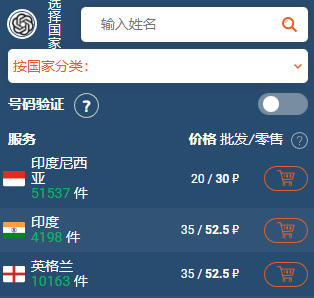 选择国家
输入姓名
按国家分类:
号码验证 ?
服务 价格 批发/零售 ?
印度尼西
亚
51537 件
20 / 30 ₽
印度
4198 件
35 / 52.5 ₽
英格兰
10163 件
35 / 52.5 ₽